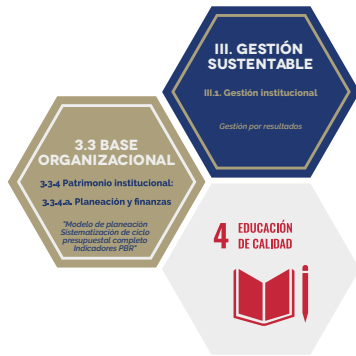 III. GESTIÓN
SUSTENTABLE
III.1. Gestión institucional
Gestión por resultados
3.3 BASE
ORGANIZACIONAL
3.3.4 Patrimonio institucional:
3.3.4.a. Planeación y finanzas
"Modelo de planeación
Sistematización de ciclo
presupestal completo
Indicadores PBR"
4 EDUCACIÓN
DE CALIDAD